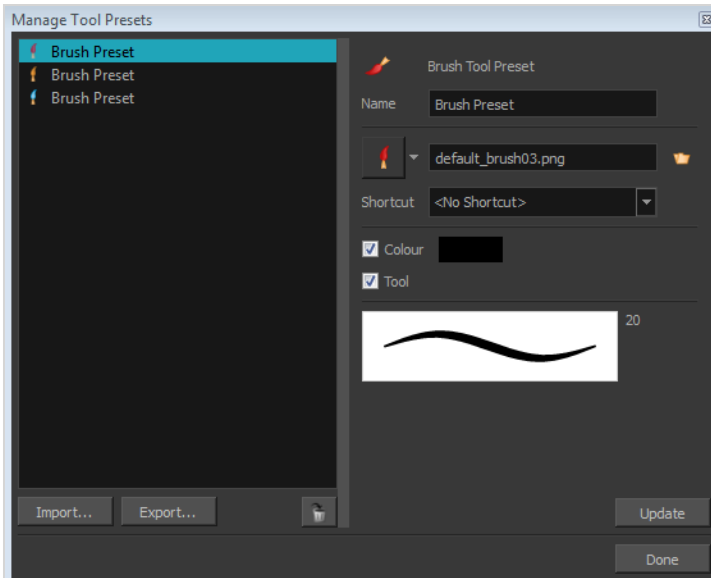 Manage Tool Presets
Brush Preset
Brush Preset
Brush Preset
Import...
Export...
Brush Tool Preset
Name
Brush Preset
default_brush03.png
Shortcut
<No Shortcut>
Colour
Tool
20
Update
Done